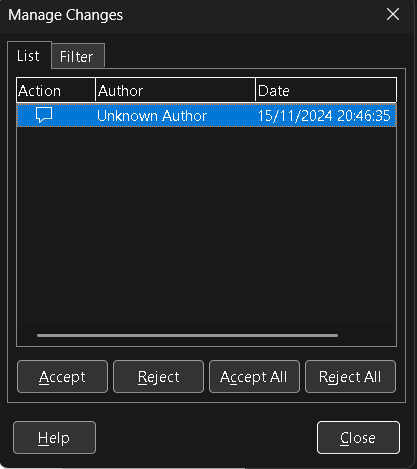 Manage Changes
List Filter
Action Author Date
Unknown Author 15/11/2024 20:46:35
Accept Reject Accept All Reject All
Help Close